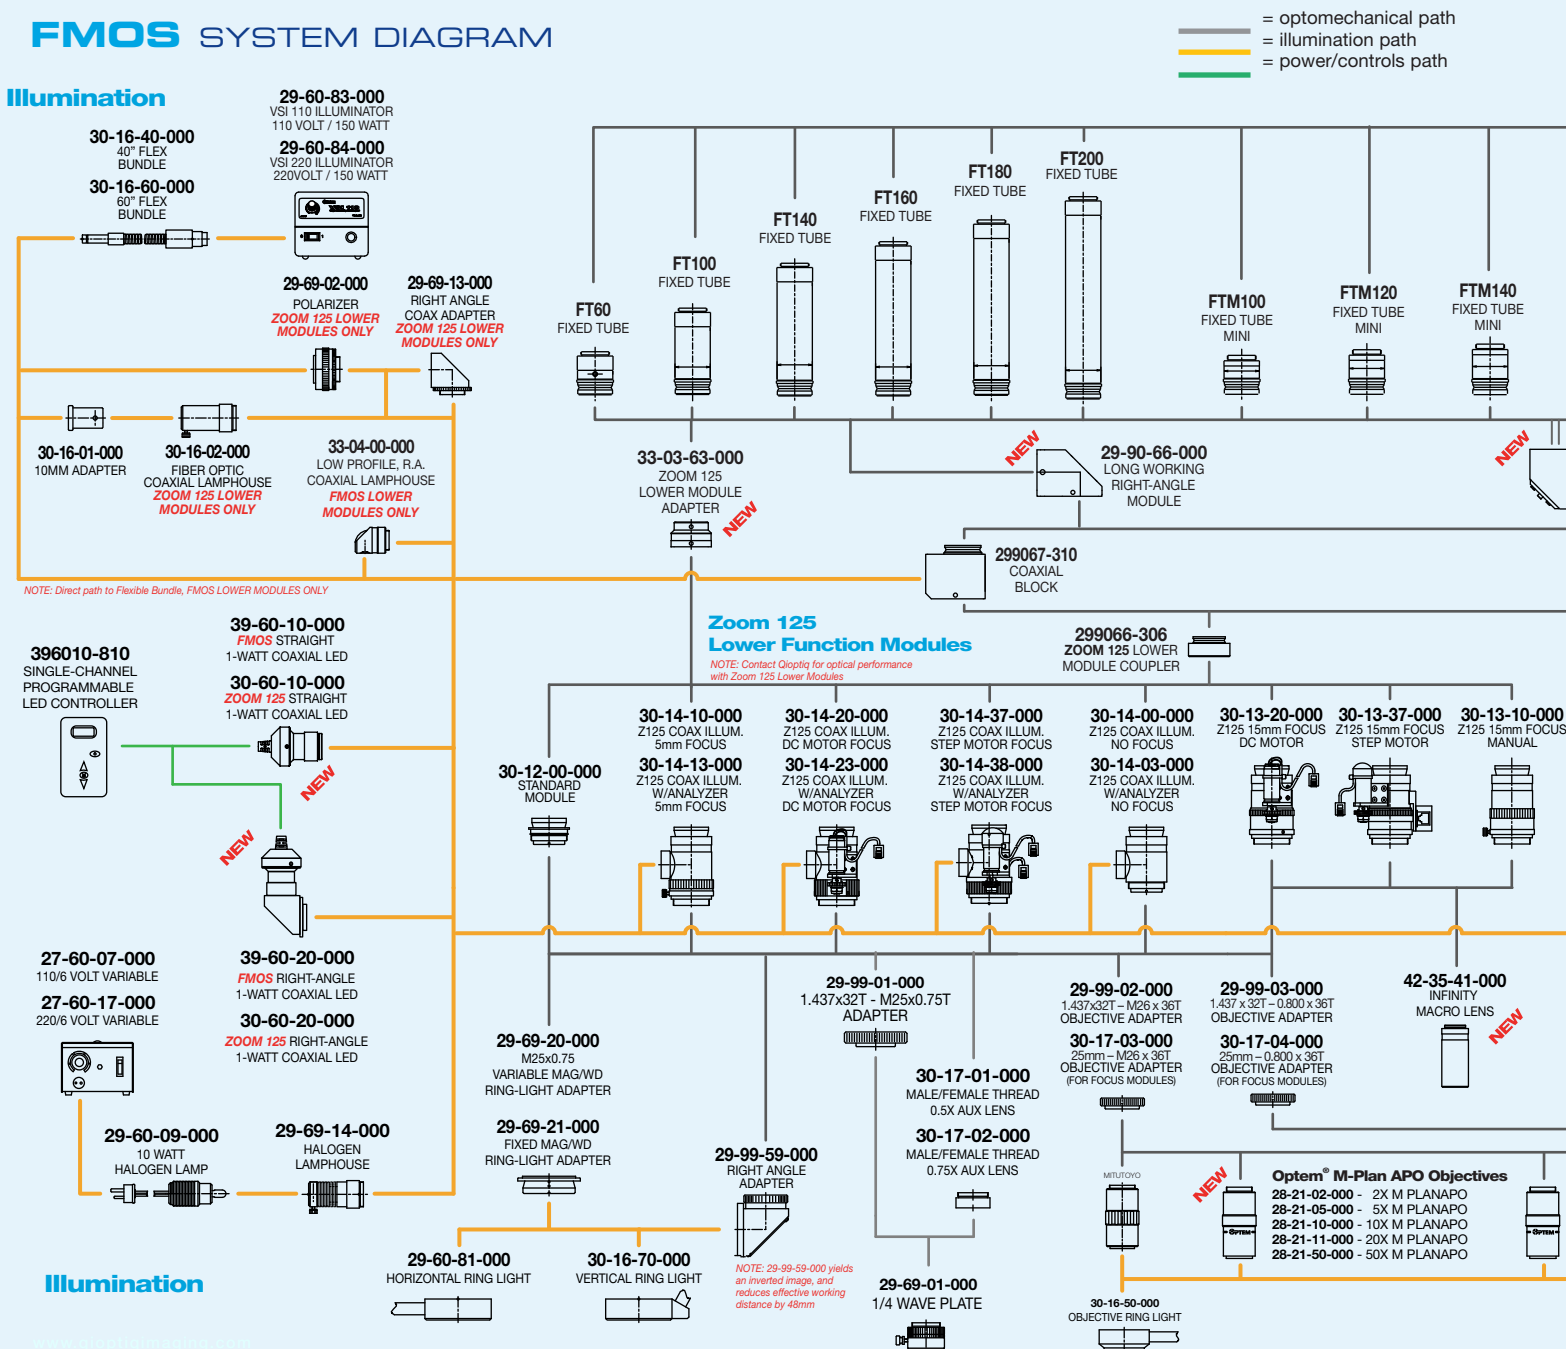 FMOS SYSTEM DIAGRAM
= optomechanical path
= illumination path
= power/controls path
Illumination
30-16-40-000
40" FLEX
BUNDLE
30-16-60-000
60" FLEX
BUNDLE
29-60-83-000
VSI 110 ILLUMINATOR
110 VOLT / 150 WATT
29-60-84-000
VSI 220 ILLUMINATOR
220VOLT / 150 WATT
29-69-02-000
POLARIZER
ZOOM 125 LOWER
MODULES ONLY
29-69-13-000
RIGHT ANGLE
COAX ADAPTER
ZOOM 125 LOWER
MODULES ONLY
30-16-01-000
10MM ADAPTER
30-16-02-000
FIBER OPTIC
COAXIAL LAMPHOUSE
ZOOM 125 LOWER
MODULES ONLY
33-04-00-000
LOW PROFILE, R.A.
COAXIAL LAMPHOUSE
FMOS LOWER
MODULES ONLY
NOTE: Direct path to Flexible Bundle, FMOS LOWER MODULES ONLY
FT60
FIXED TUBE
FT100
FIXED TUBE
FT140
FIXED TUBE
FT160
FIXED TUBE
FT180
FIXED TUBE
FT200
FIXED TUBE
FTM100
FIXED TUBE
MINI
FTM120
FIXED TUBE
MINI
FTM140
FIXED TUBE
MINI
33-03-63-000
ZOOM 125
LOWER MODULE
ADAPTER
NEW
NEW
29-90-66-000
LONG WORKING
RIGHT-ANGLE
MODULE
NEW
299067-310
COAXIAL
BLOCK
299066-306
ZOOM 125 LOWER
MODULE COUPLER
Zoom 125
Lower Function Modules
NOTE: Contact Qioptiq for optical performance
with Zoom 125 Lower Modules
396010-810
SINGLE-CHANNEL
PROGRAMMABLE
LED CONTROLLER
39-60-10-000
FMOS STRAIGHT
1-WATT COAXIAL LED
30-60-10-000
ZOOM 125 STRAIGHT
1-WATT COAXIAL LED
NEW
NEW
39-60-20-000
FMOS RIGHT-ANGLE
1-WATT COAXIAL LED
30-60-20-000
ZOOM 125 RIGHT-ANGLE
1-WATT COAXIAL LED
27-60-07-000
110/6 VOLT VARIABLE
27-60-17-000
220/6 VOLT VARIABLE
29-60-09-000
10 WATT
HALOGEN LAMP
29-69-14-000
HALOGEN
LAMPHOUSE
30-12-00-000
STANDARD
MODULE
30-14-10-000
Z125 COAX ILLUM.
5mm FOCUS
30-14-13-000
Z125 COAX ILLUM.
W/ANALYZER
5mm FOCUS
30-14-20-000
Z125 COAX ILLUM.
DC MOTOR FOCUS
30-14-23-000
Z125 COAX ILLUM.
W/ANALYZER
DC MOTOR FOCUS
30-14-37-000
Z125 COAX ILLUM.
STEP MOTOR FOCUS
30-14-38-000
Z125 COAX ILLUM.
W/ANALYZER
STEP MOTOR FOCUS
30-14-00-000
Z125 COAX ILLUM.
NO FOCUS
30-14-03-000
Z125 COAX ILLUM.
W/ANALYZER
NO FOCUS
30-13-20-000
Z125 15mm FOCUS
DC MOTOR
30-13-37-000
Z125 15mm FOCUS
STEP MOTOR
30-13-10-000
Z125 15mm FOCUS
MANUAL
29-69-20-000
M25x0.75
VARIABLE MAG/WD
RING-LIGHT ADAPTER
29-69-21-000
FIXED MAG/WD
RING-LIGHT ADAPTER
29-99-59-000
RIGHT ANGLE
ADAPTER
NOTE: 29-99-59-000 yields
an inverted image, and
reduces effective working
distance by 48mm
29-60-81-000
HORIZONTAL RING LIGHT
30-16-70-000
VERTICAL RING LIGHT
29-99-01-000
1.437x32T - M25x0.75T
ADAPTER
30-17-01-000
MALE/FEMALE THREAD
0.5X AUX LENS
30-17-02-000
MALE/FEMALE THREAD
0.75X AUX LENS
29-69-01-000
1/4 WAVE PLATE
29-99-02-000
1.437x32T – M26 x 36T
OBJECTIVE ADAPTER
30-17-03-000
25mm – M26 x 36T
OBJECTIVE ADAPTER
(FOR FOCUS MODULES)
29-99-03-000
1.437 x 32T – 0.800 x 36T
OBJECTIVE ADAPTER
30-17-04-000
25mm – 0.800 x 36T
OBJECTIVE ADAPTER
(FOR FOCUS MODULES)
42-35-41-000
INFINITY
MACRO LENS
NEW
MITUTOYO
NEW
OPTEM
Optem® M-Plan APO Objectives
28-21-02-000 - 2X M PLANAPO
28-21-05-000 - 5X M PLANAPO
28-21-10-000 - 10X M PLANAPO
28-21-11-000 - 20X M PLANAPO
28-21-50-000 - 50X M PLANAPO
OPTEM
30-16-50-000
OBJECTIVE RING LIGHT
Illumination